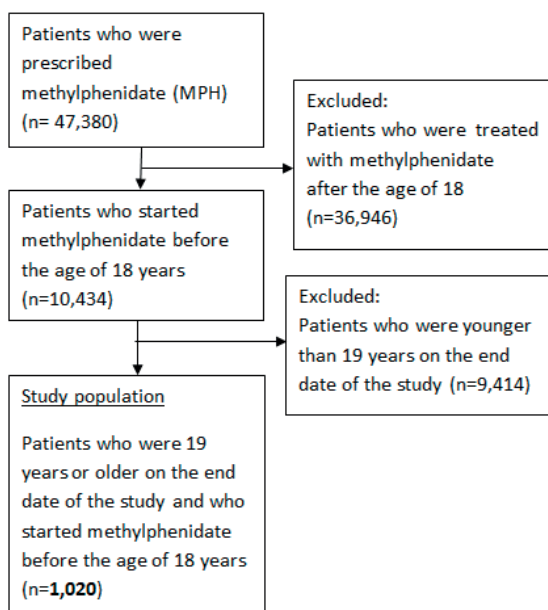 Patients who were
prescribed
methylphenidate (MPH)
(n= 47,380)
Excluded:
Patients who were treated
with methylphenidate
after the age of 18
(n=36,946)
Patients who started
methylphenidate before
the age of 18 years
(n=10,434)
Excluded:
Patients who were younger
than 19 years on the end
date of the study (n=9,414)
Study population
Patients who were 19
years or older on the end
date of the study and who
started methylphenidate
before the age of 18 years
(n=1,020)